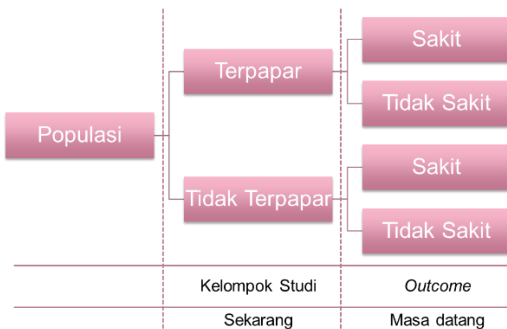 Populasi
Terpapar
Sakit
Tidak Sakit
Tidak Terpapar
Sakit
Tidak Sakit
Kelompok Studi
Outcome
Sekarang
Masa datang